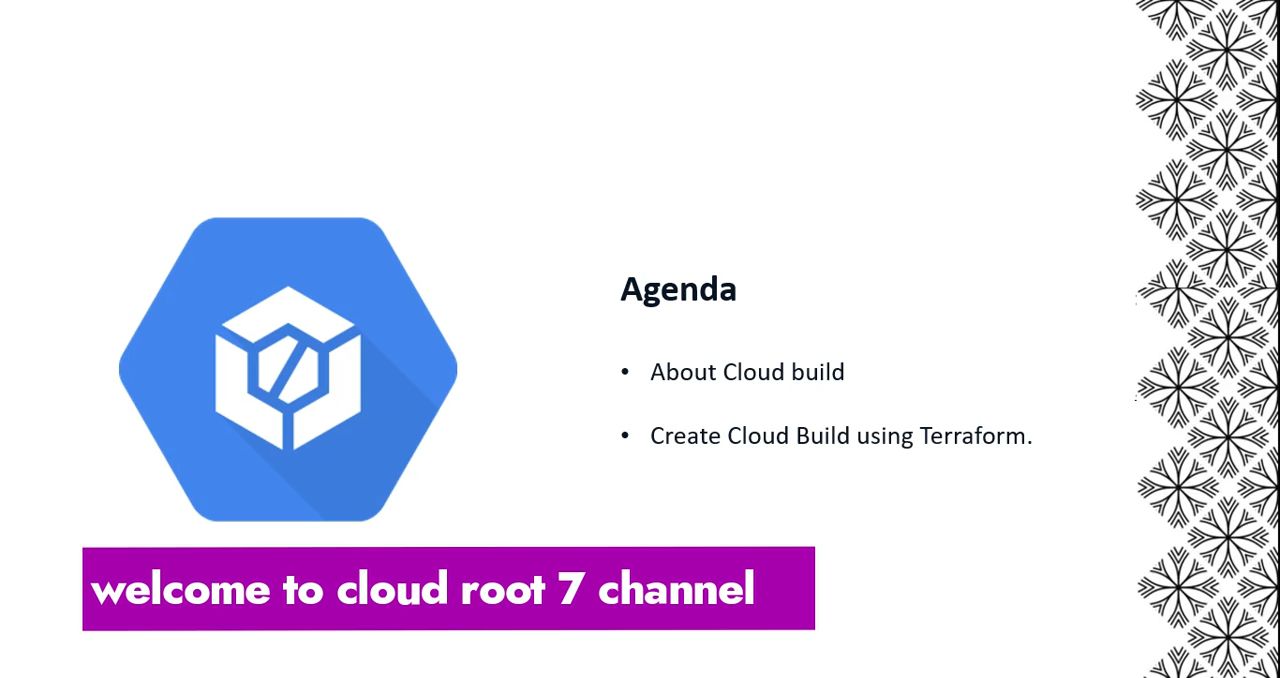 Agenda
• About Cloud build
• Create Cloud Build using Terraform.
welcome to cloud root 7 channel